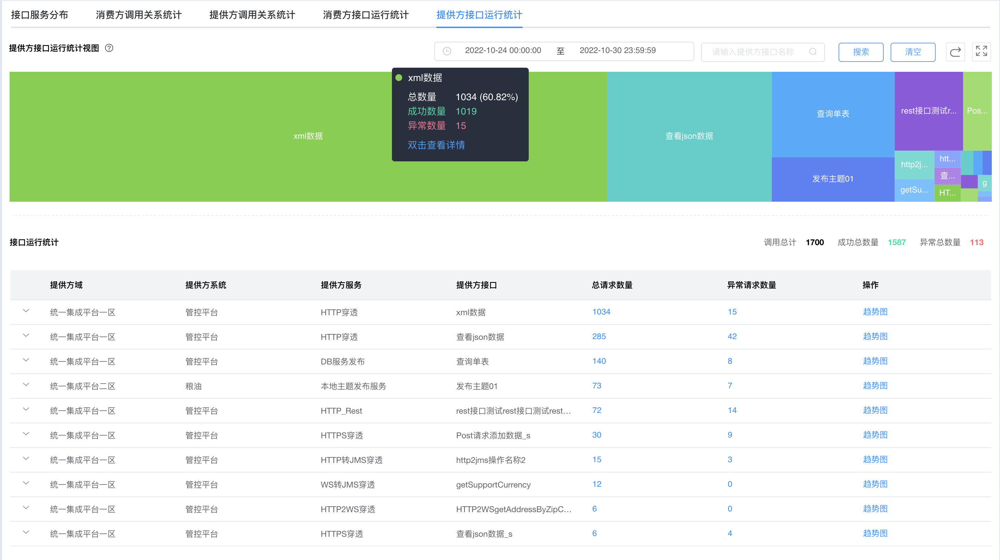 接口服务分布 消费方调用关系统计 提供方调用关系统计 消费方接口运行统计 提供方接口运行统计
提供方接口运行统计视图 ? 2022-10-24 00:00:00 至 2022-10-30 23:59:59 请输入提供方接口名称 搜索 清空
xml数据
总数量 1034 (60.82%)
成功数量 1019
异常数量 15
双击查看详情
xml数据
查看json数据
查询单表
发布主题01
rest接口测试r...
Pos...
http2j...
getSu...
htt...
查...
HT...
g
接口运行统计 调用总计 1700 成功总数量 1587 异常总数量 113
提供方域 提供方系统 提供方服务 提供方接口 总请求数量 异常请求数量 操作
统一集成平台一区 管控平台 HTTP穿透 xml数据 1034 15 趋势图
统一集成平台一区 管控平台 HTTP穿透 查看json数据 285 42 趋势图
统一集成平台一区 管控平台 DB服务发布 查询单表 140 8 趋势图
统一集成平台二区 粮油 本地主题发布服务 发布主题01 73 7 趋势图
统一集成平台一区 管控平台 HTTP_Rest rest接口测试rest接口测试rest... 72 14 趋势图
统一集成平台一区 管控平台 HTTPS穿透 Post请求添加数据_s 30 9 趋势图
统一集成平台一区 管控平台 HTTP转JMS穿透 http2jms操作名称2 15 3 趋势图
统一集成平台一区 管控平台 WS转JMS穿透 getSupportCurrency 12 0 趋势图
统一集成平台一区 管控平台 HTTP2WS穿透 HTTP2WSgetAddressByZipC... 6 0 趋势图
统一集成平台一区 管控平台 HTTPS穿透 查看json数据_s 6 4 趋势图